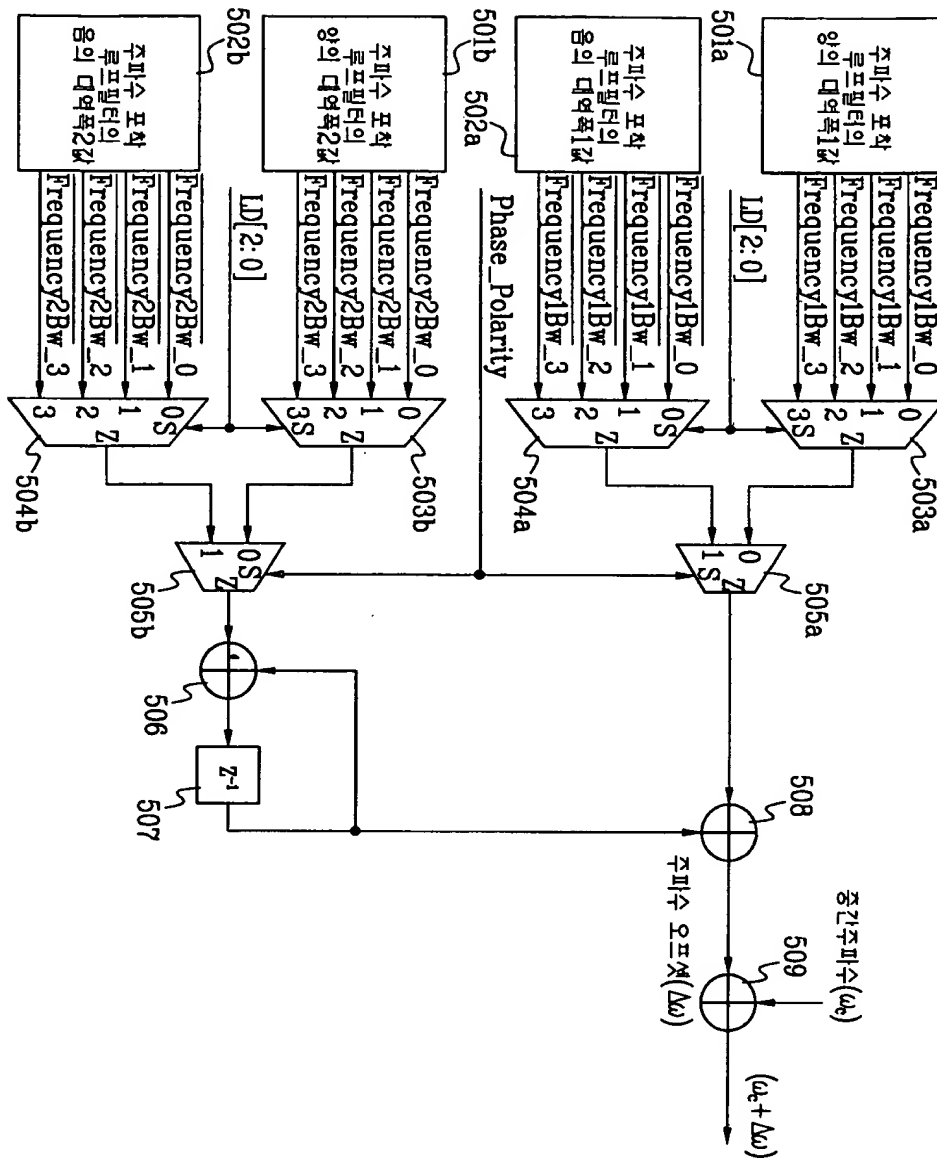 501a
주파수 포착
루프필터의
양의 대역폭1값
Frequency1Bw_0
Frequency1Bw_1
Frequency1Bw_2
Frequency1Bw_3
LD[2:0]
0
1
2
3S
Z
503a
502a
주파수 포착
루프필터의
음의 대역폭1값
Frequency1Bw_0
Frequency1Bw_1
Frequency1Bw_2
Frequency1Bw_3
0S
1
2
3
Z
504a
Phase_Polarity
0
1 S
Z
505a
501b
주파수 포착
루프필터의
양의 대역폭2값
Frequency2Bw_0
Frequency2Bw_1
Frequency2Bw_2
Frequency2Bw_3
LD[2:0]
0
1
2
3S
Z
503b
502b
주파수 포착
루프필터의
음의 대역폭2값
Frequency2Bw_0
Frequency2Bw_1
Frequency2Bw_2
Frequency2Bw_3
0S
1
2
3
Z
504b
0S
1
Z
505b
506
Z⁻¹
507
508
주파수 오프셋(Δω)
중간주파수(ωc)
509
(ωc+Δω)